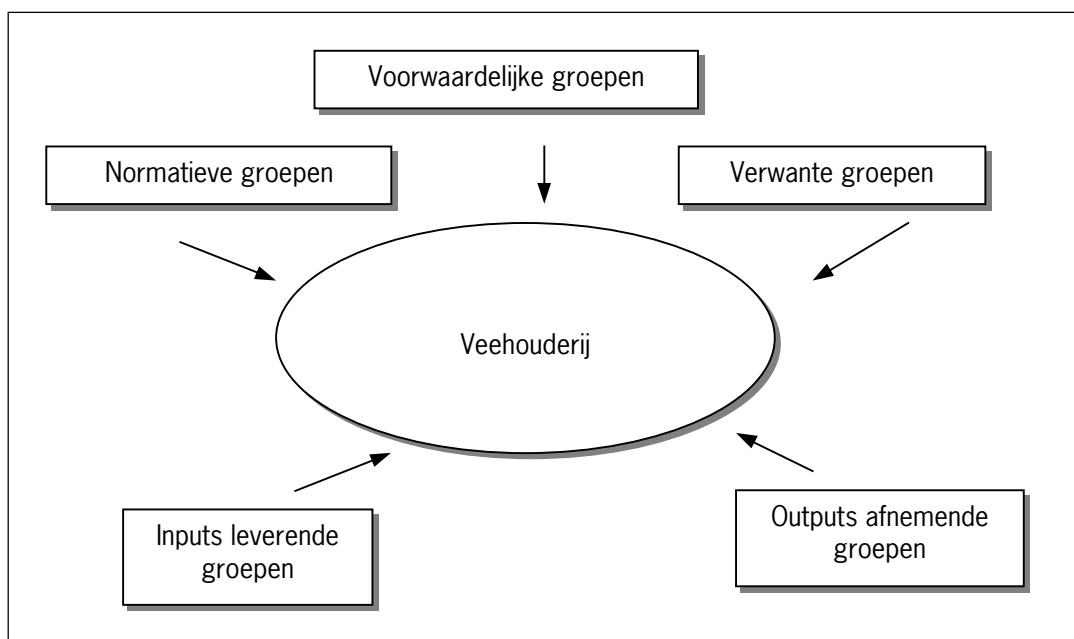 Voorwaardelijke groepen
Normatieve groepen
Verwante groepen
Veehouderij
Inputs leverende
groepen
Outputs afnemende
groepen